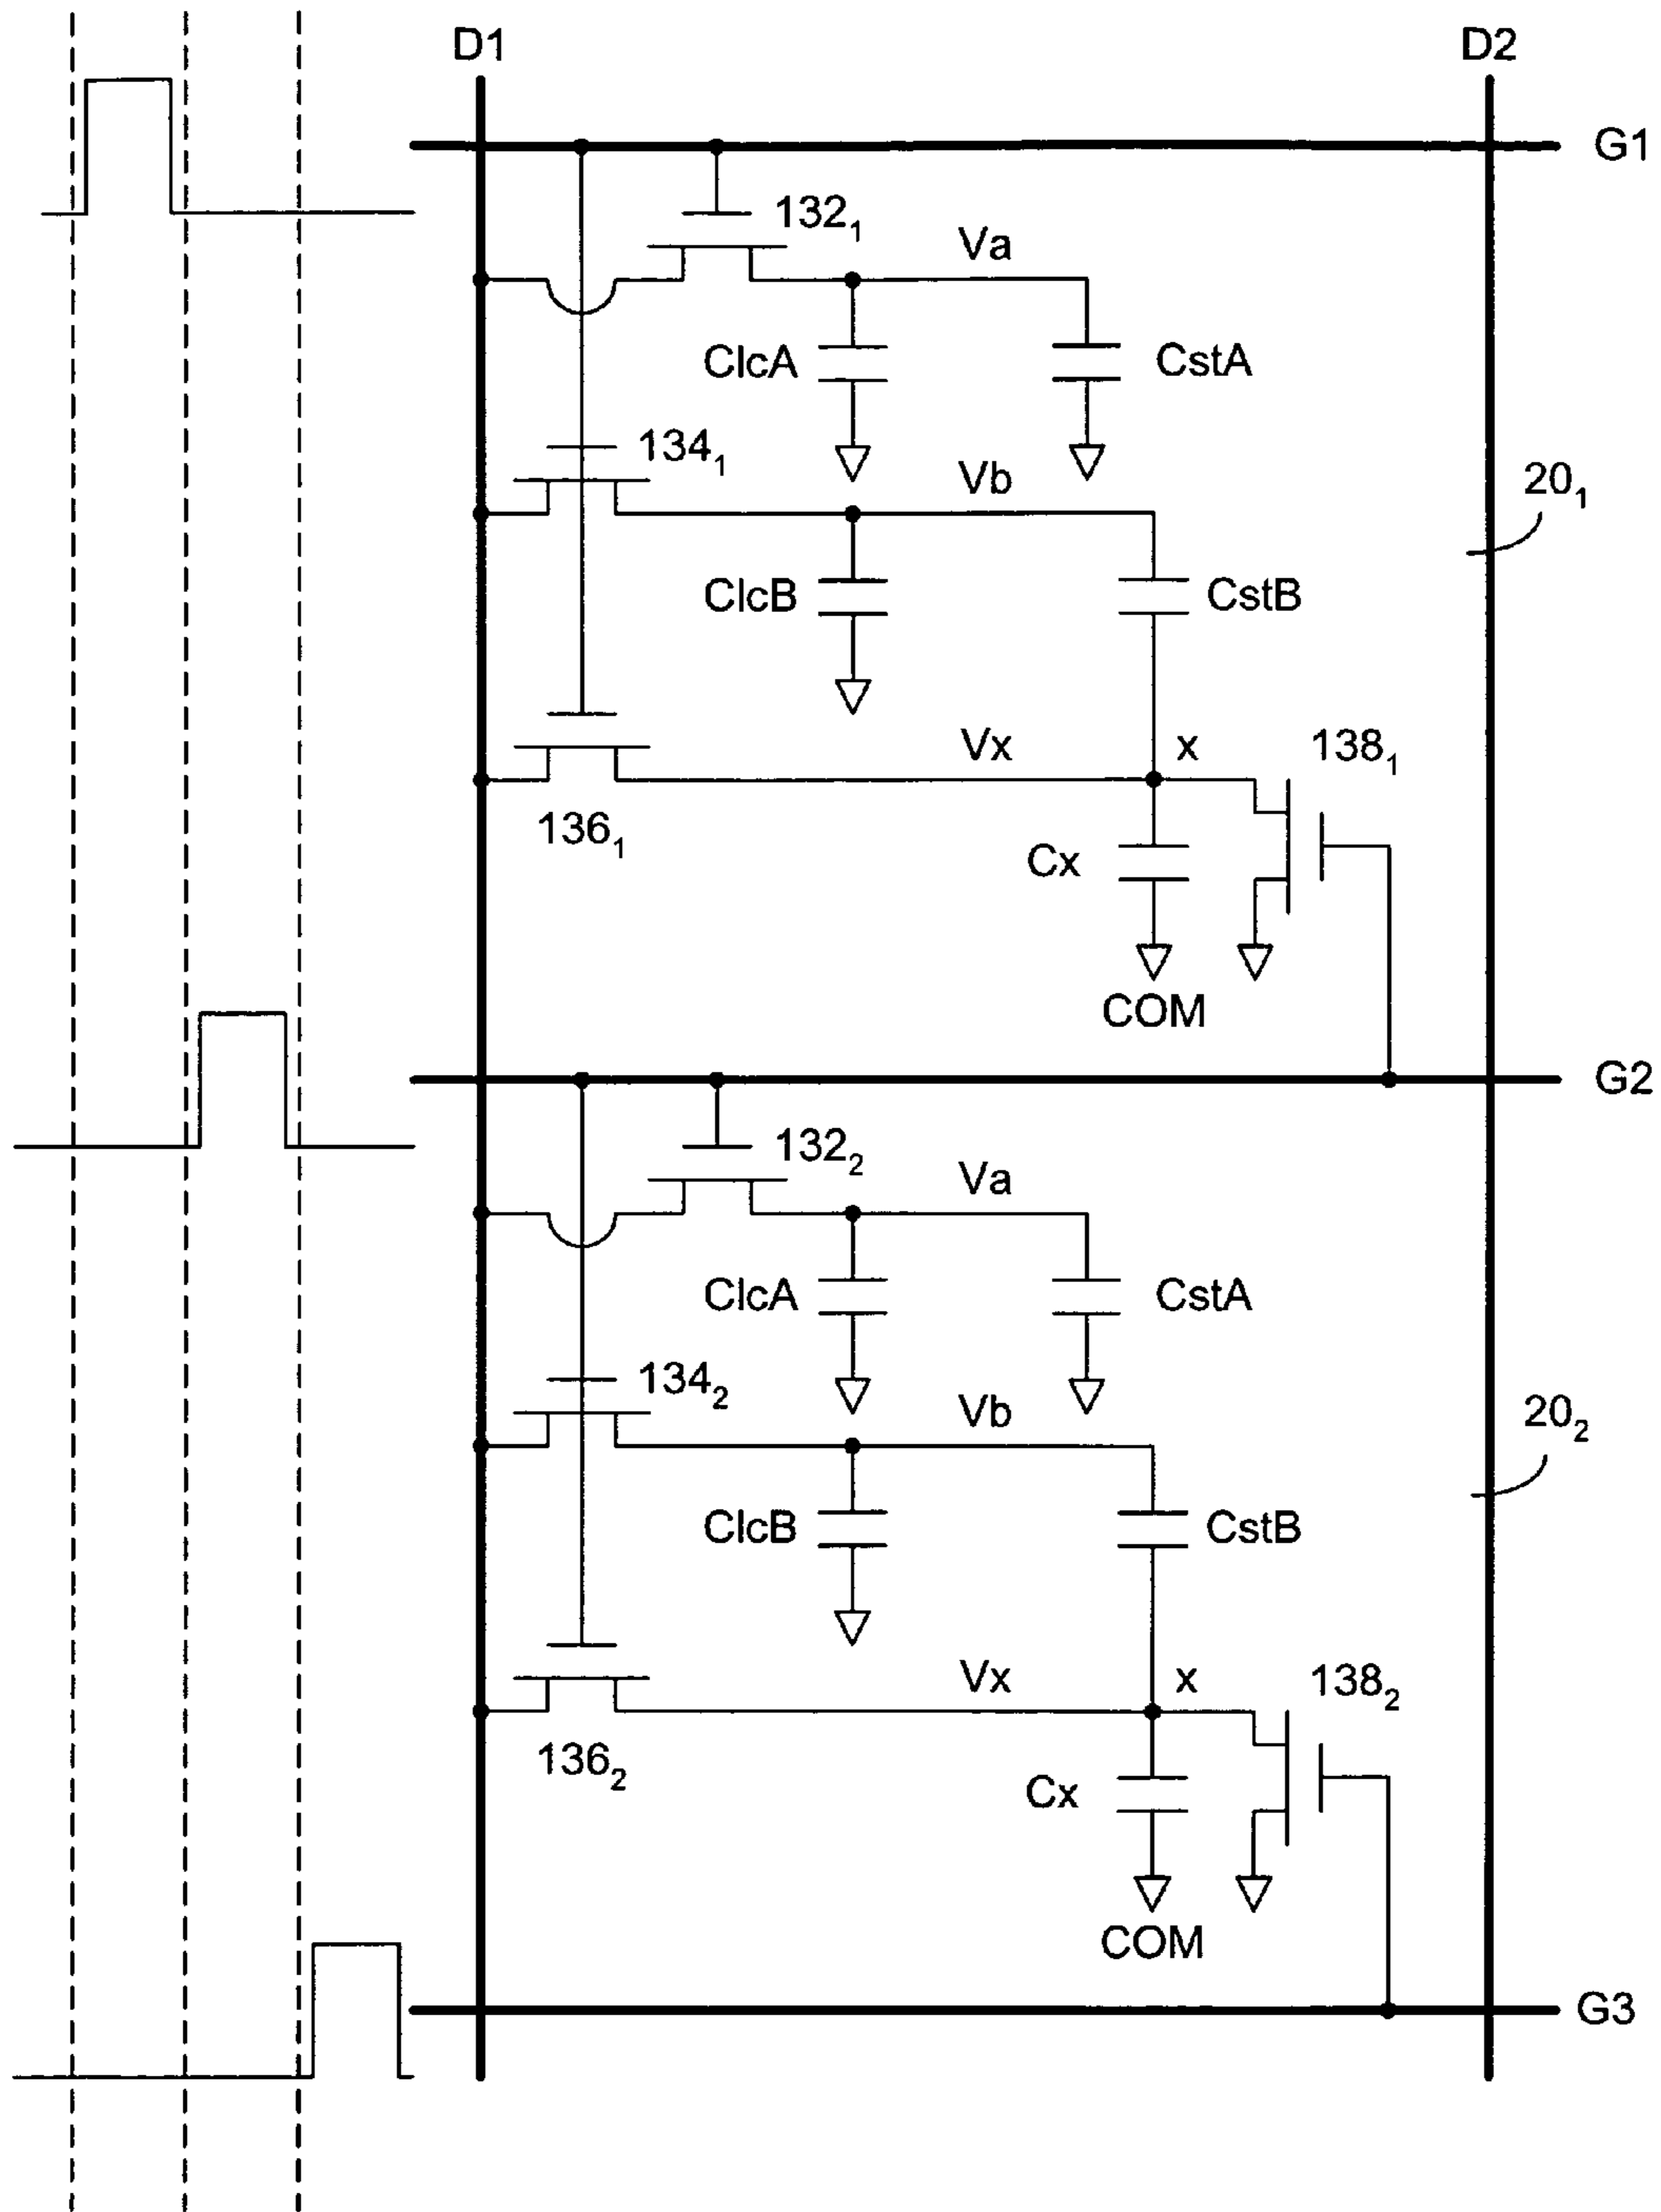 D1 D2
G1
132₁
Va
ClcA CstA
134₁
Vb
20₁
ClcB CstB
Vx x 138₁
136₁
Cx
COM
G2
132₂
Va
ClcA CstA
134₂
Vb
20₂
ClcB CstB
Vx x 138₂
136₂
Cx
COM
G3